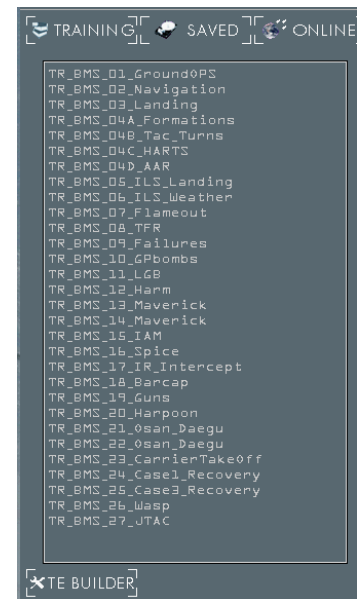 TRAINING SAVED ONLINE
TR_BMS_01_GroundOPS
TR_BMS_02_Navigation
TR_BMS_03_Landing
TR_BMS_04A_Formations
TR_BMS_04B_Tac_Turns
TR_BMS_04C_HARTS
TR_BMS_04D_AAR
TR_BMS_05_ILS_Landing
TR_BMS_06_ILS_Weather
TR_BMS_07_Flameout
TR_BMS_08_TFR
TR_BMS_09_Failures
TR_BMS_10_GPbombs
TR_BMS_11_LGB
TR_BMS_12_Harm
TR_BMS_13_Maverick
TR_BMS_14_Maverick
TR_BMS_15_IAM
TR_BMS_16_Spice
TR_BMS_17_IR_Intercept
TR_BMS_18_Barcap
TR_BMS_19_Guns
TR_BMS_20_Harpoon
TR_BMS_21_Osan_Daegu
TR_BMS_22_Osan_Daegu
TR_BMS_23_CarrierTakeOff
TR_BMS_24_Case1_Recovery
TR_BMS_25_Case3_Recovery
TR_BMS_26_Wasp
TR_BMS_27_JTAC
TE BUILDER